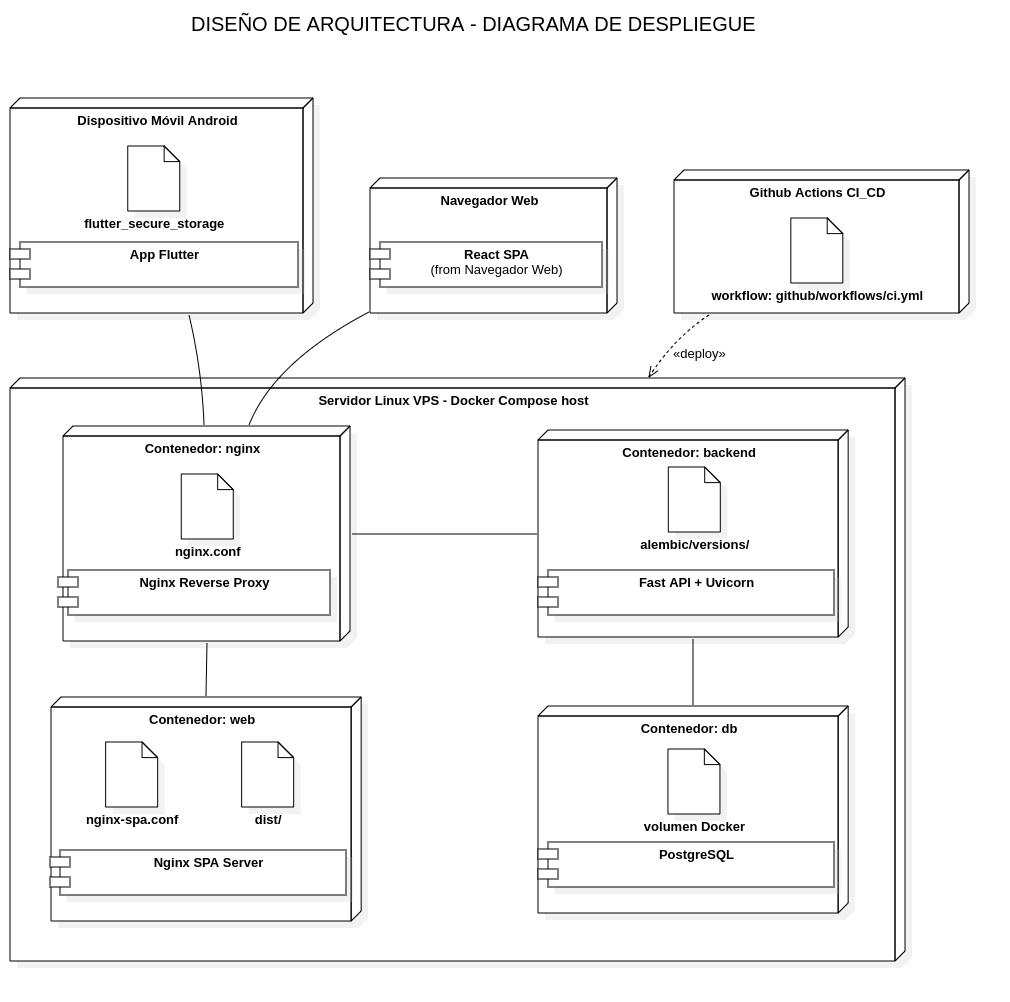 DISEÑO DE ARQUITECTURA - DIAGRAMA DE DESPLIEGUE
Dispositivo Móvil Android
flutter_secure_storage
App Flutter
Navegador Web
React SPA
(from Navegador Web)
Github Actions CI_CD
workflow: github/workflows/ci.yml
«deploy»
Servidor Linux VPS - Docker Compose host
Contenedor: nginx
nginx.conf
Nginx Reverse Proxy
Contenedor: backend
alembic/versions/
Fast API + Uvicorn
Contenedor: web
nginx-spa.conf
dist/
Nginx SPA Server
Contenedor: db
volumen Docker
PostgreSQL